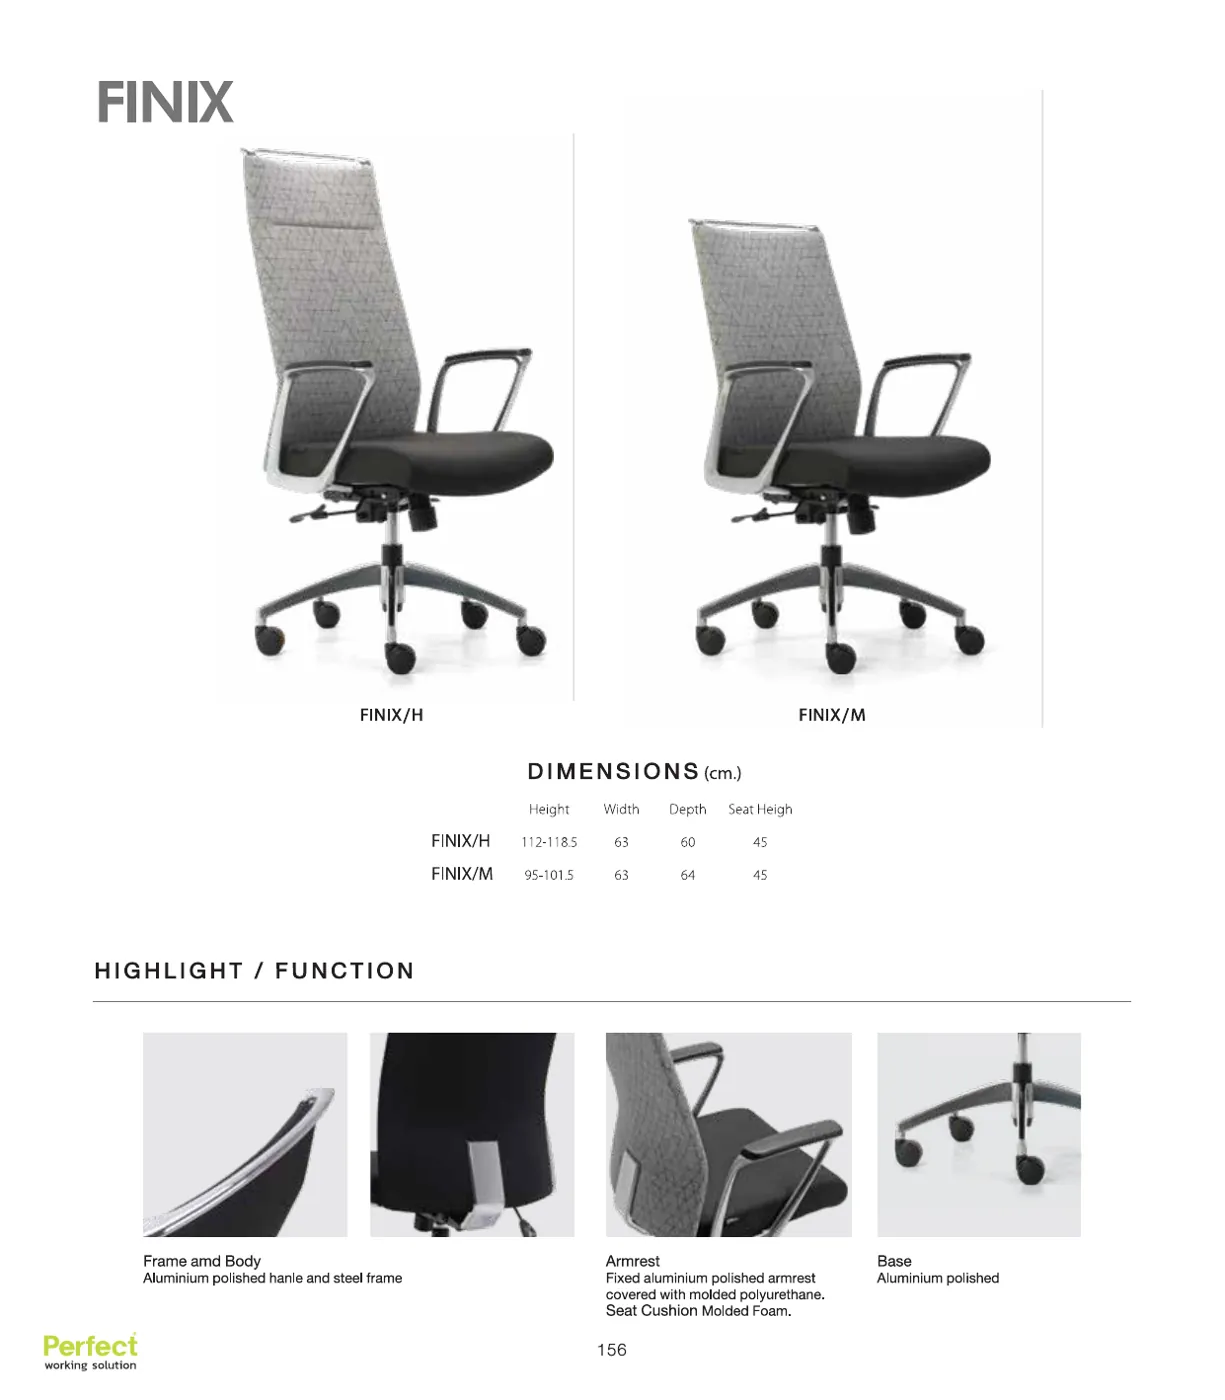 FINIX
FINIX/H
FINIX/M
DIMENSIONS (cm.)
Height Width Depth Seat Heigh
FINIX/H 112-118.5 63 60 45
FINIX/M 95-101.5 63 64 45
HIGHLIGHT / FUNCTION
Frame amd Body
Aluminium polished hanle and steel frame
Armrest
Fixed aluminium polished armrest
covered with molded polyurethane.
Seat Cushion Molded Foam.
Base
Aluminium polished
Perfect
working solution
156